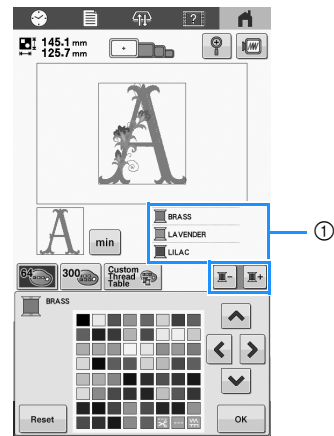 145.1 mm
125.7 mm
BRASS
min
LAVENDER
LILAC
①
64
300
Custom
Thread
Table
-
+
BRASS
Reset
OK